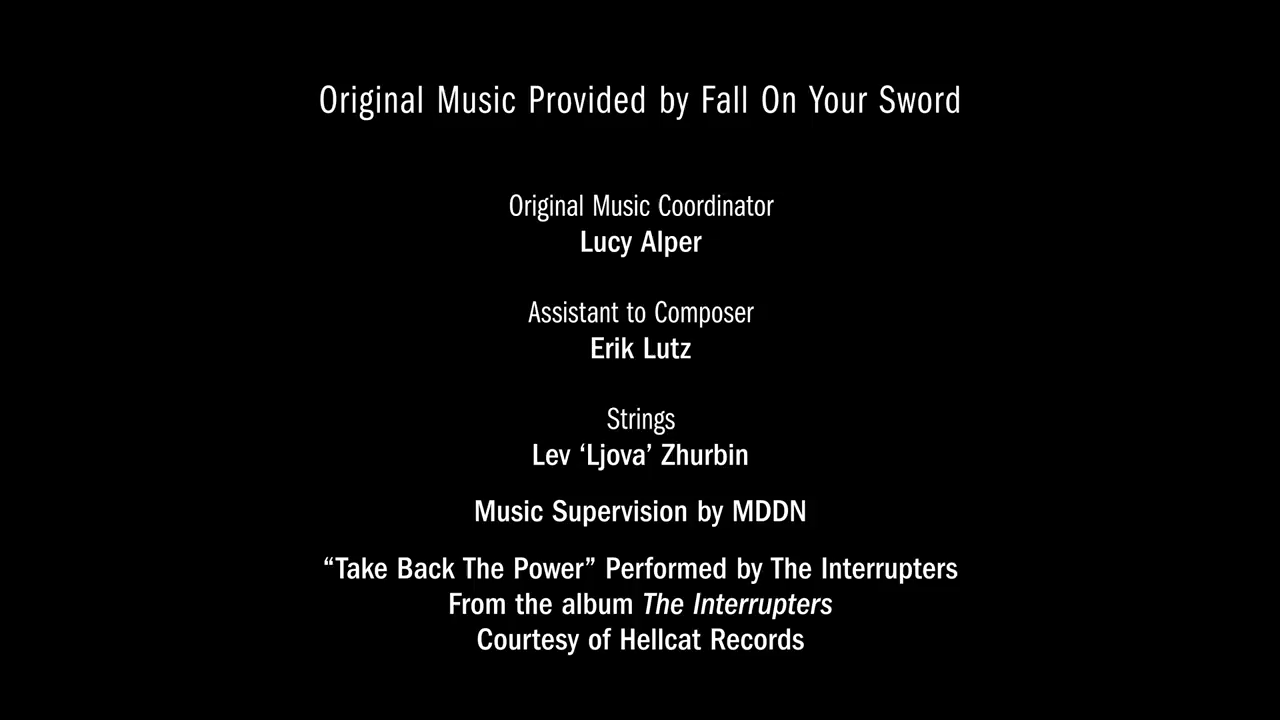 Original Music Provided by Fall On Your Sword
Original Music Coordinator
Lucy Alper
Assistant to Composer
Erik Lutz
Strings
Lev ‘Ljova’ Zhurbin
Music Supervision by MDDN
“Take Back The Power” Performed by The Interrupters
From the album The Interrupters
Courtesy of Hellcat Records